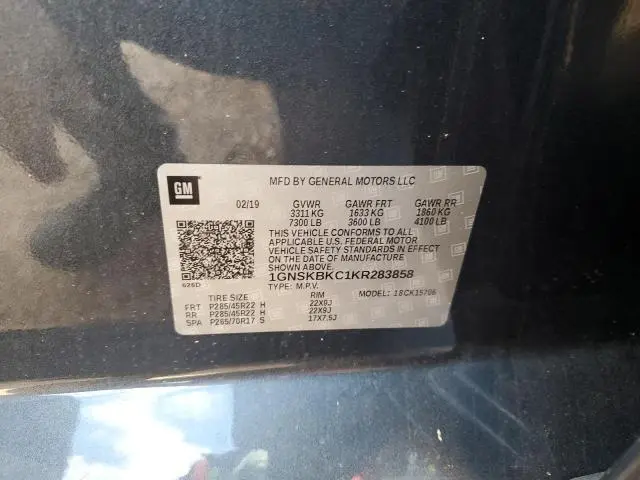 GM
MFD BY GENERAL MOTORS LLC
02/19 GVWR GAWR FRT GAWR RR
3311 KG 1633 KG 1860 KG
7300 LB 3600 LB 4100 LB
THIS VEHICLE CONFORMS TO ALL
APPLICABLE U.S. FEDERAL MOTOR
VEHICLE SAFETY STANDARDS IN EFFECT
ON THE DATE OF MANUFACTURE
SHOWN ABOVE.
1GNSKBKC1KR283858
626D TYPE: M.P.V. MODEL: 18CK15706
TIRE SIZE RIM
FRT P285/45R22 H 22X9J
RR P285/45R22 H 22X9J
SPA P265/70R17 S 17X7.5J